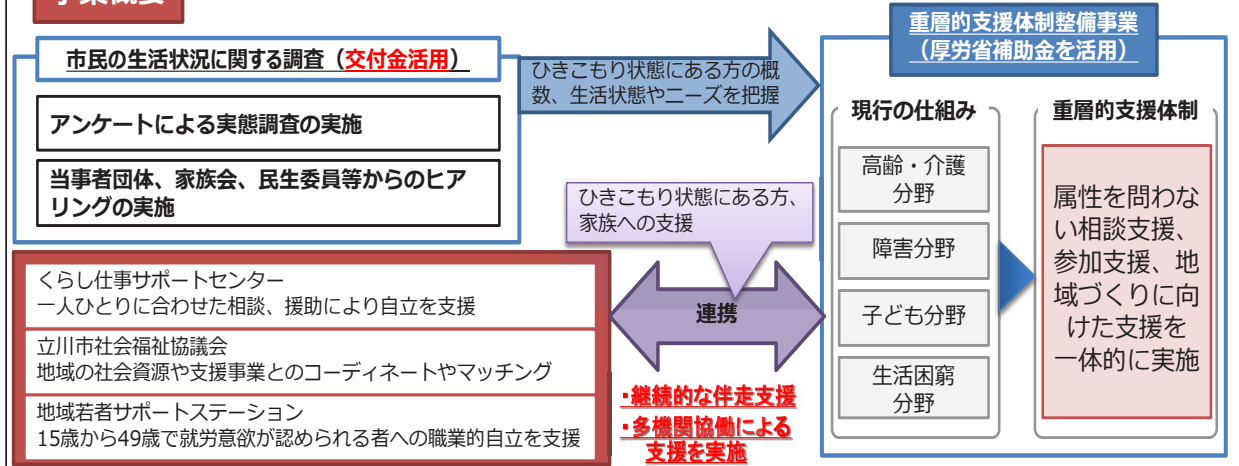 事業概要
市民の生活状況に関する調査（交付金活用）
アンケートによる実態調査の実施
当事者団体、家族会、民生委員等からのヒア
リングの実施
ひきこもり状態にある方の概
数、生活状態やニーズを把握
重層的支援体制整備事業
（厚労省補助金を活用）
現行の仕組み
高齢・介護
分野
障害分野
子ども分野
生活困窮
分野
重層的支援体制
属性を問わな
い相談支援、
参加支援、地
域づくりに向
けた支援を
一体的に実施
ひきこもり状態にある方、
家族への支援
連携
・継続的な伴走支援
・多機関協働による
支援を実施
くらし仕事サポートセンター
一人ひとりに合わせた相談、援助により自立を支援
立川市社会福祉協議会
地域の社会資源や支援事業とのコーディネートやマッチング
地域若者サポートステーション
15歳から49歳で就労意欲が認められる者への職業的自立を支援